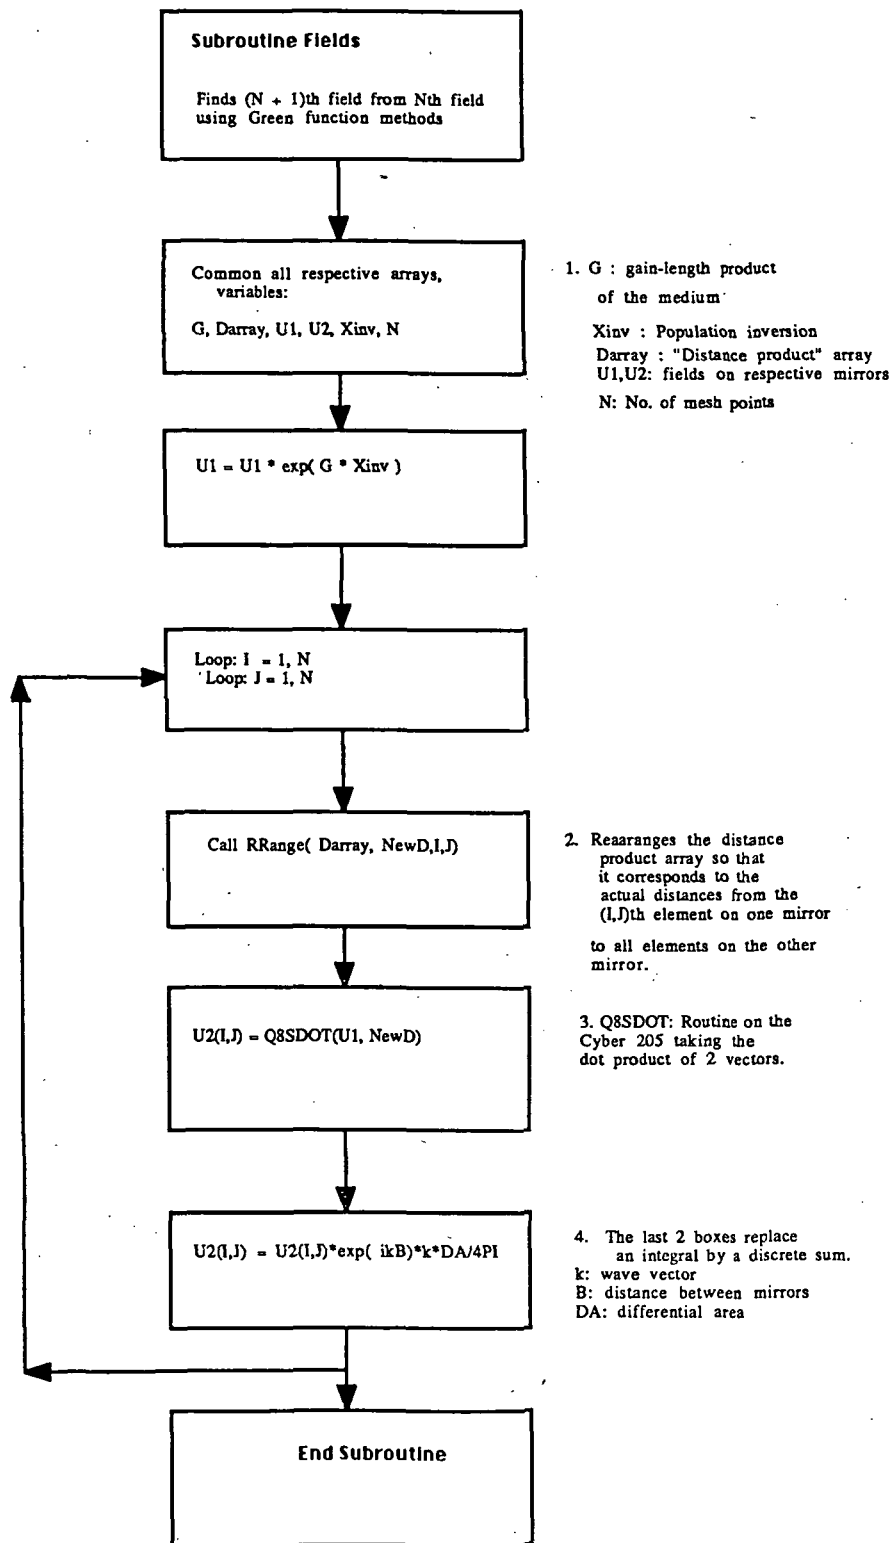 Subroutine Fields
Finds (N + 1)th field from Nth field
using Green function methods
Common all respective arrays,
variables:
G, Darray, U1, U2, Xinv, N
1. G : gain-length product
of the medium
Xinv : Population inversion
Darray : "Distance product" array
U1,U2: fields on respective mirrors
N: No. of mesh points
U1 = U1 * exp( G * Xinv )
Loop: I = 1, N
Loop: J = 1, N
Call RRange( Darray, NewD,I,J)
2. Reaaranges the distance
product array so that
it corresponds to the
actual distances from the
(I,J)th element on one mirror
to all elements on the other
mirror.
U2(I,J) = Q8SDOT(U1, NewD)
3. Q8SDOT: Routine on the
Cyber 205 taking the
dot product of 2 vectors.
U2(I,J) = U2(I,J)*exp( ikB)*k*DA/4PI
4. The last 2 boxes replace
an integral by a discrete sum.
k: wave vector
B: distance between mirrors
DA: differential area
End Subroutine